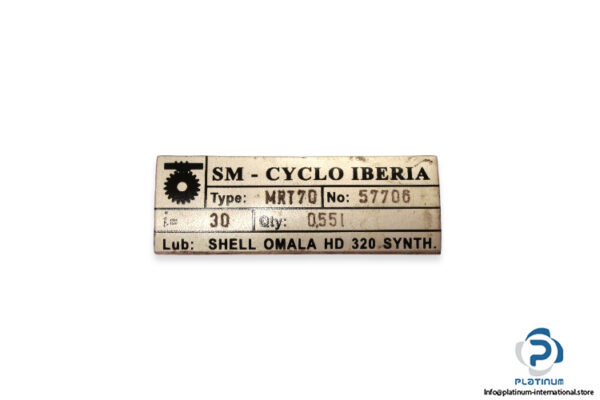 SM - CYCLO IBERIA
Type: MRT70 No: 57706
i= 30 Qty: 0,55l
Lub: SHELL OMALA HD 320 SYNTH.
PLATINUM
Info@platinum-international.store